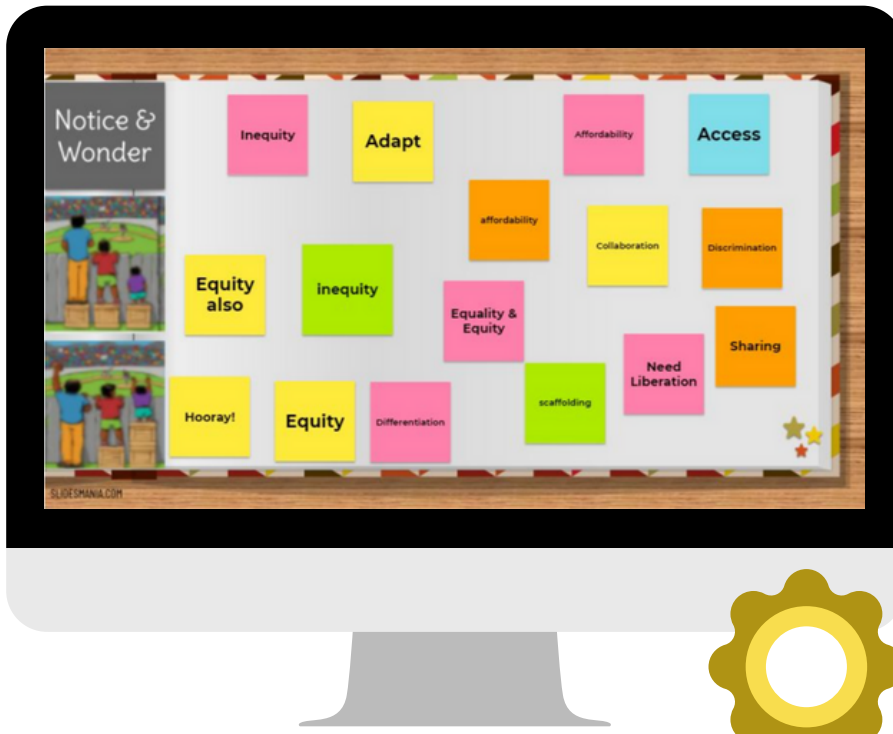 Notice &
Wonder
Inequity
Adapt
Affordability
Access
affordability
Collaboration
Discrimination
Equity
also
inequity
Equality &
Equity
Sharing
Need
Liberation
Hooray!
Equity
Differentiation
scaffolding
SLIDESMANIA.COM